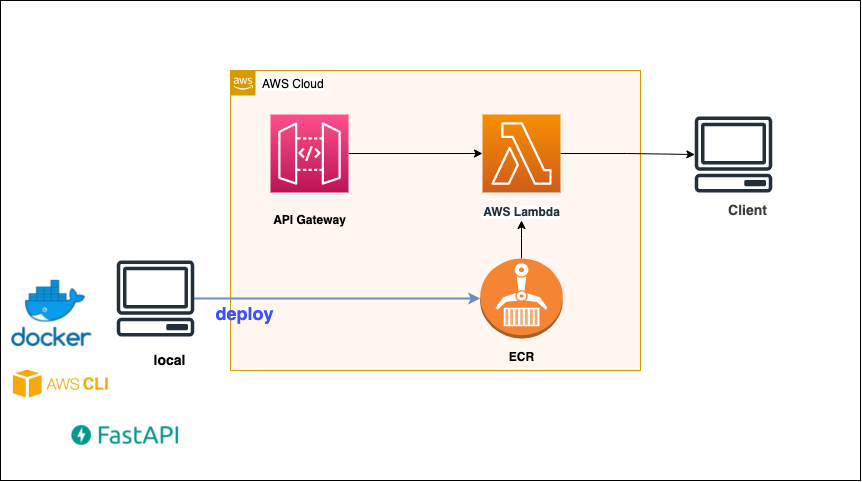 aws
AWS Cloud
</>
API Gateway
AWS Lambda
Client
deploy
docker
local
ECR
AWS CLI
FastAPI